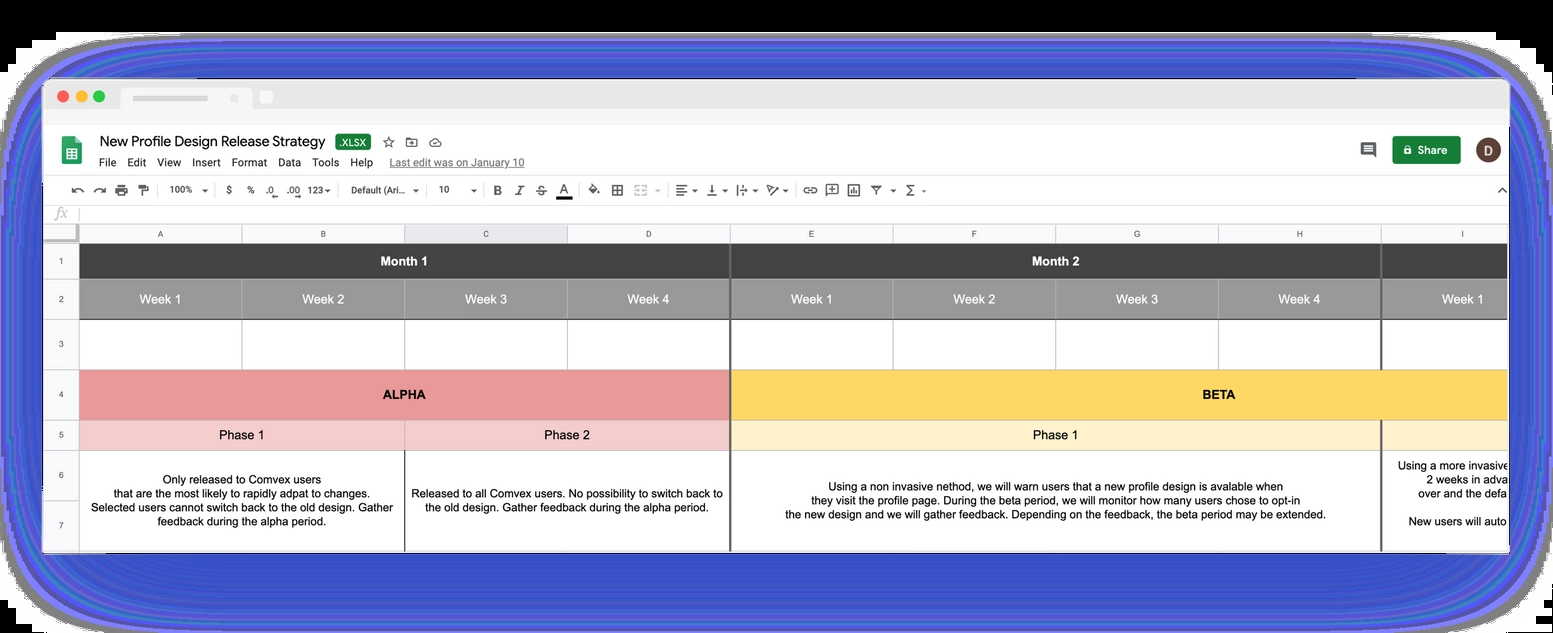 New Profile Design Release Strategy .XLSX
File Edit View Insert Format Data Tools Help Last edit was on January 10
Share
D
100% $ % .0 .00 123 Default (Ari... 10 B I S A
fx
A B C D E F G H I
1 Month 1 Month 2
2 Week 1 Week 2 Week 3 Week 4 Week 1 Week 2 Week 3 Week 4 Week 1
3
4 ALPHA BETA
5 Phase 1 Phase 2 Phase 1
6
7
Only released to Comvex users
that are the most likely to rapidly adpat to changes.
Selected users cannot switch back to the old design. Gather
feedback during the alpha period.
Released to all Comvex users. No possibility to switch back to
the old design. Gather feedback during the alpha period.
Using a non invasive nethod, we will warn users that a new profile design is avalable when
they visit the profile page. During the beta period, we will monitor how many users chose to opt-in
the new design and we will gather feedback. Depending on the feedback, the beta period may be extended.
Using a more invasive
2 weeks in adva
over and the defa
New users will auto